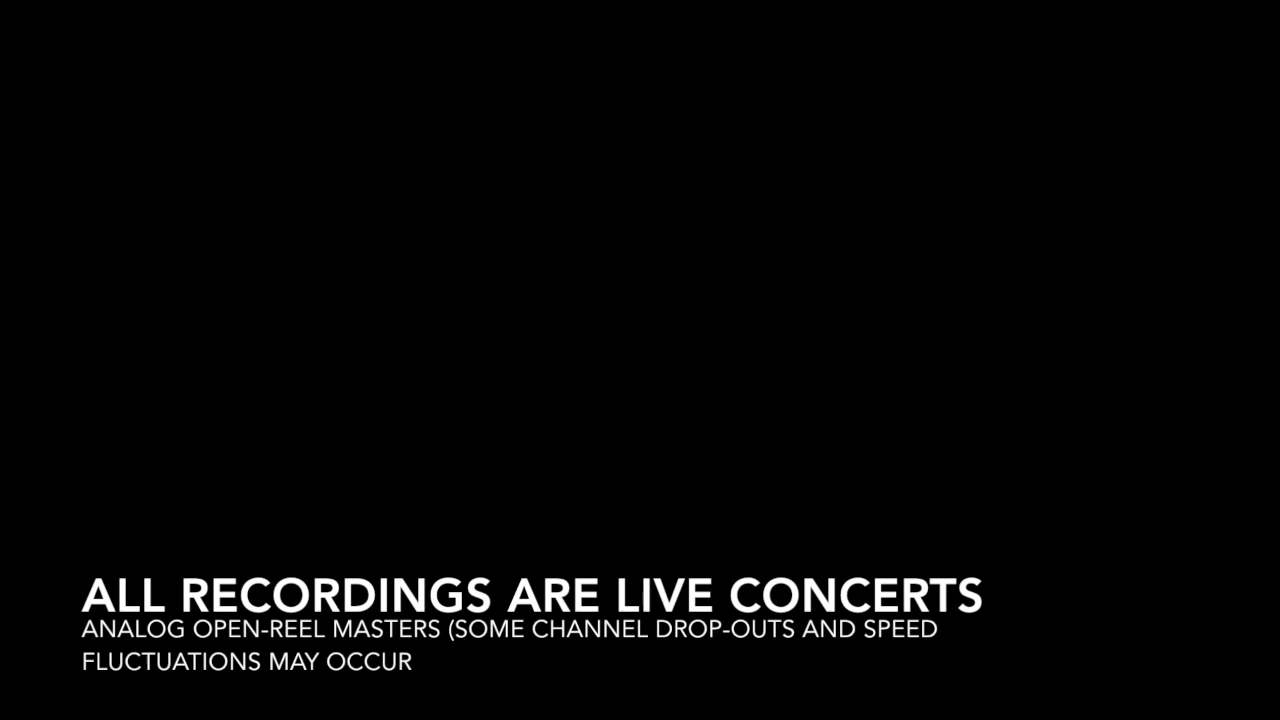 ALL RECORDINGS ARE LIVE CONCERTS
ANALOG OPEN-REEL MASTERS (SOME CHANNEL DROP-OUTS AND SPEED
FLUCTUATIONS MAY OCCUR